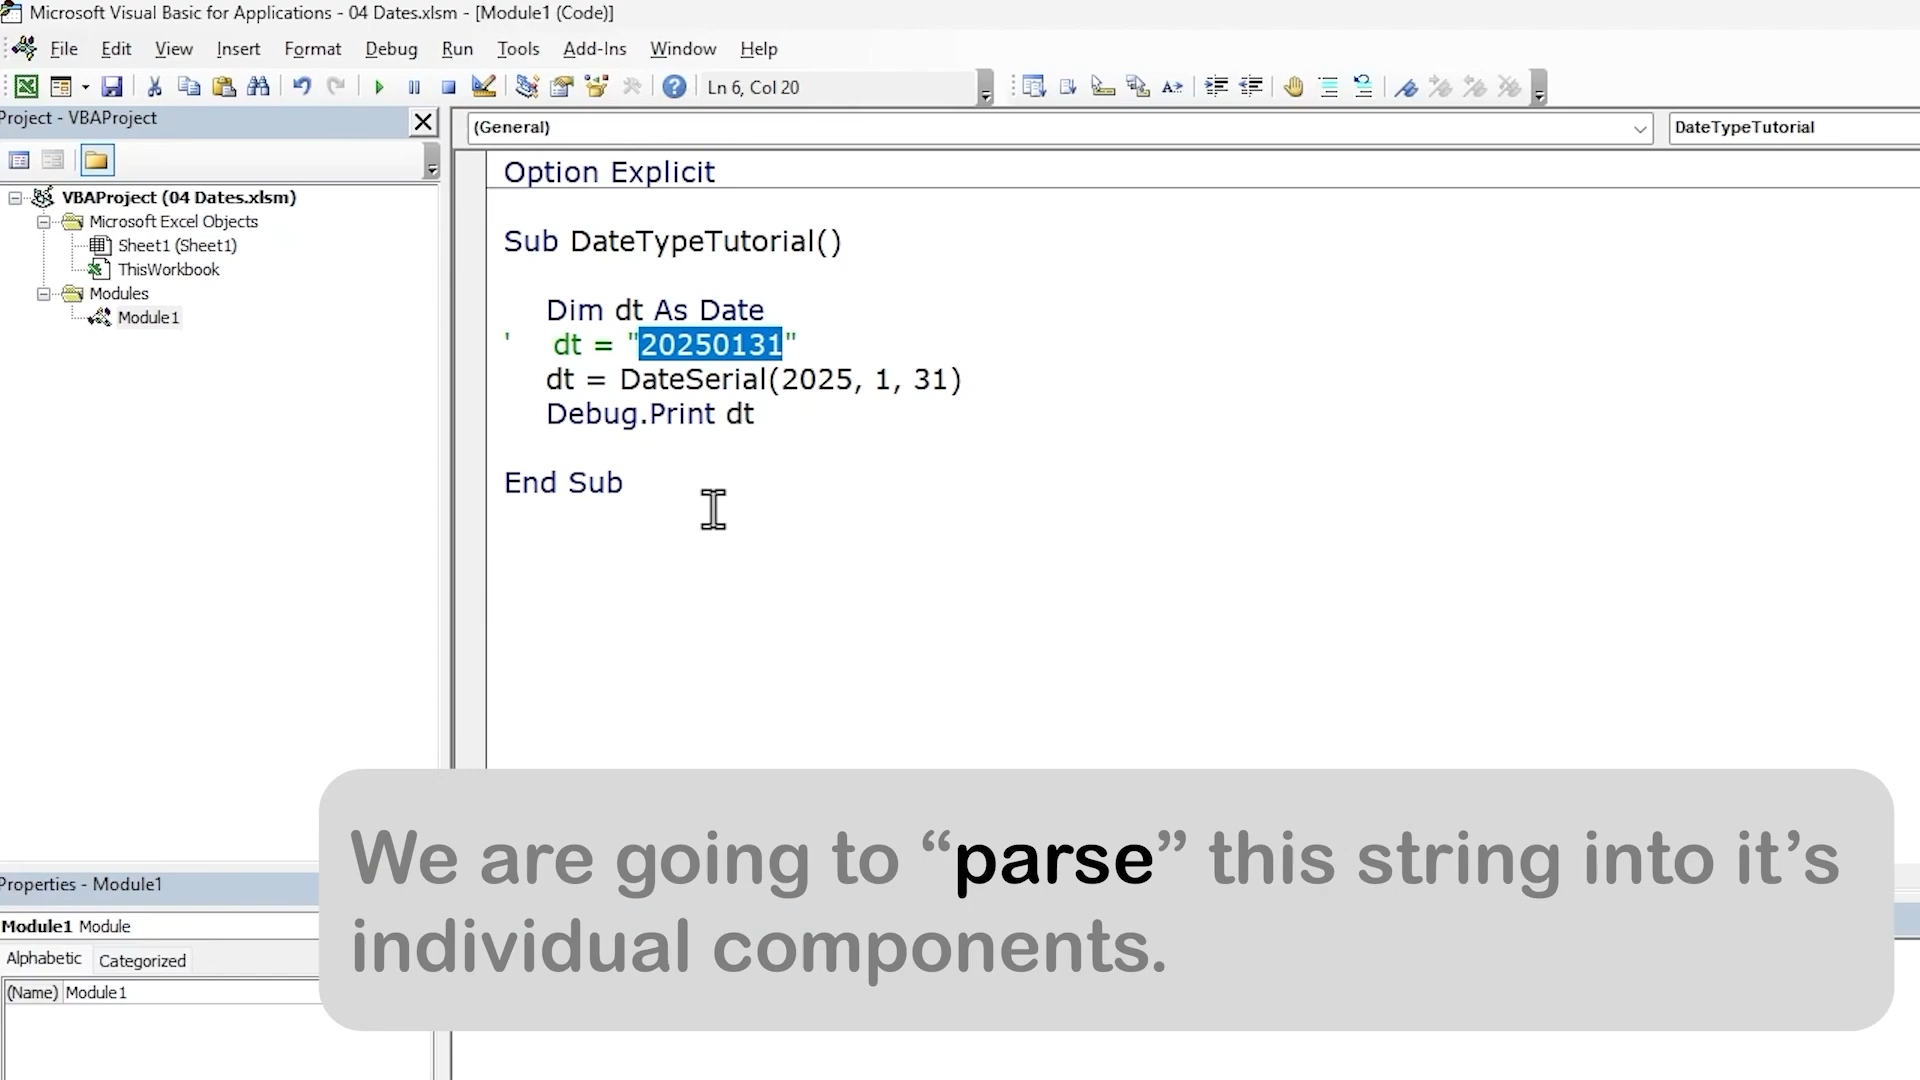 Microsoft Visual Basic for Applications - 04 Dates.xlsm - [Module1 (Code)]
File Edit View Insert Format Debug Run Tools Add-Ins Window Help
Ln 6, Col 20
Project - VBAProject
(General)
DateTypeTutorial
VBAProject (04 Dates.xlsm)
Microsoft Excel Objects
Sheet1 (Sheet1)
ThisWorkbook
Modules
Module1
Option Explicit
Sub DateTypeTutorial()
Dim dt As Date
' dt = "20250131"
dt = DateSerial(2025, 1, 31)
Debug.Print dt
End Sub
Properties - Module1
Module1 Module
Alphabetic Categorized
(Name) Module1
We are going to “parse” this string into it’s
individual components.